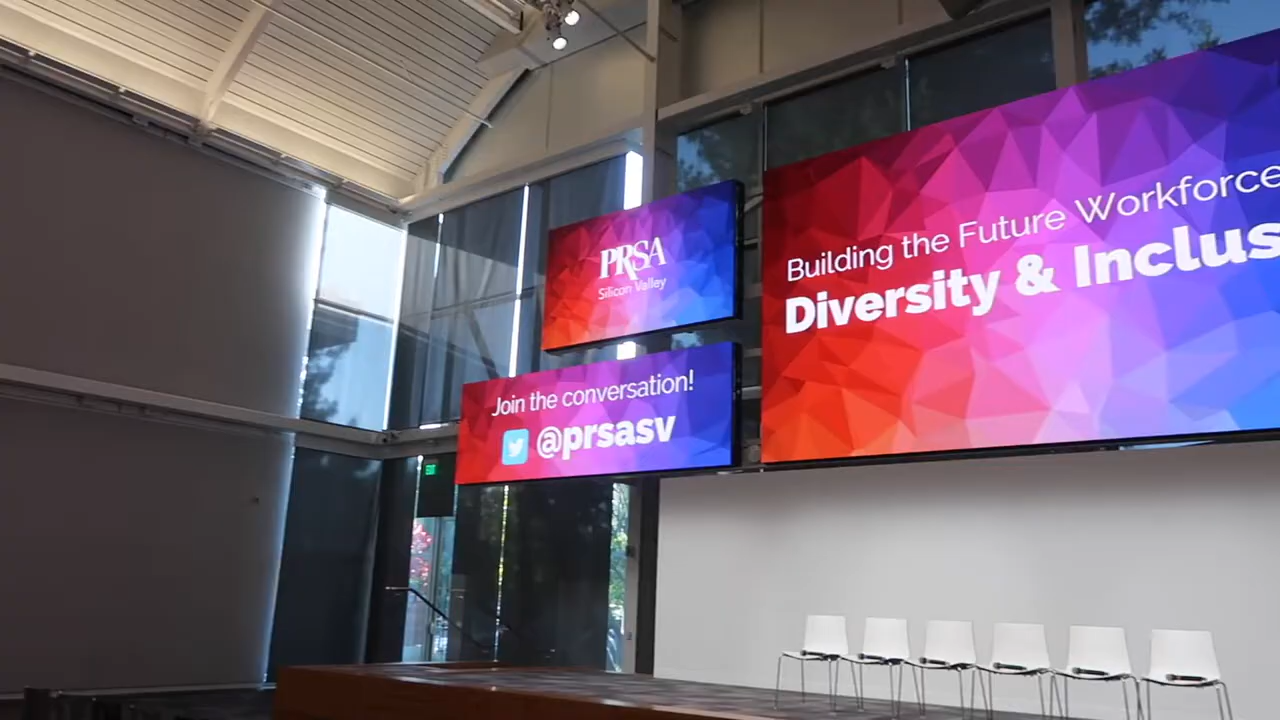 PRSA
Silicon Valley
Join the conversation!
@prsasv
Building the Future Workforce
Diversity & Inclus